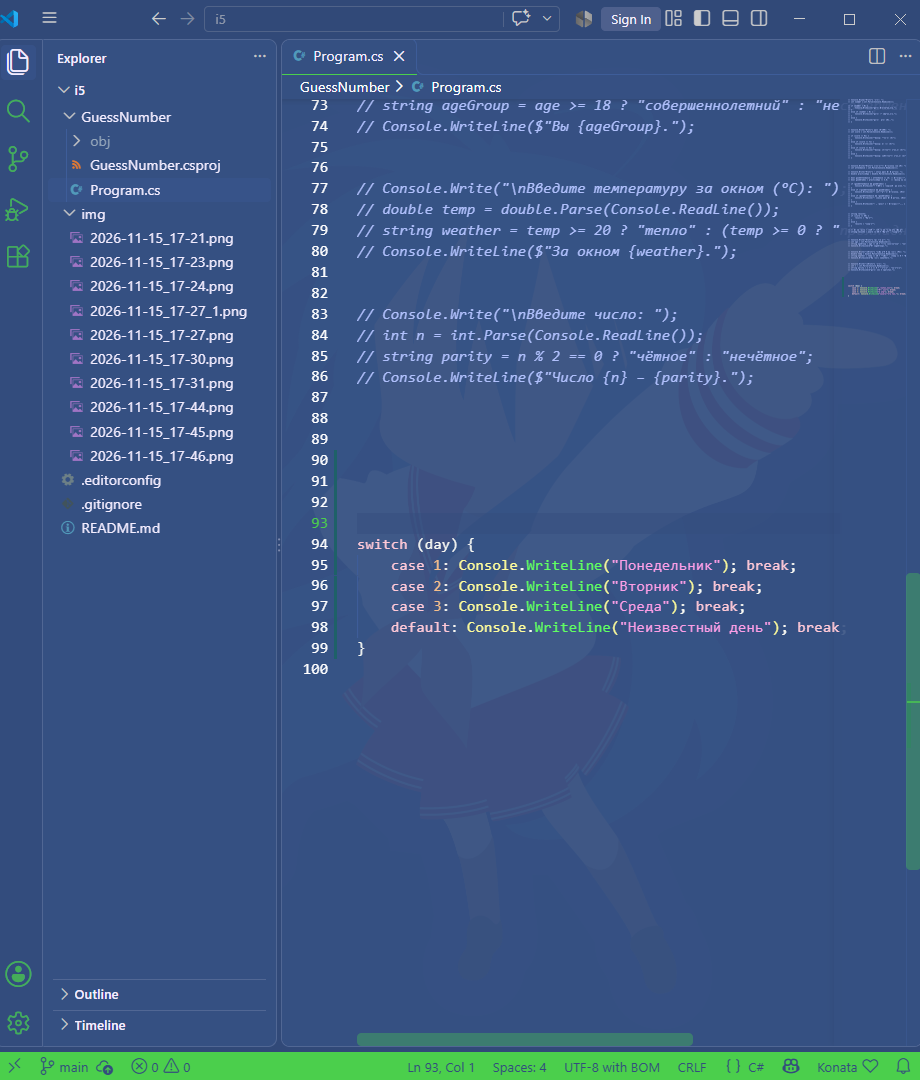 i5
Sign In
Explorer
Program.cs
i5
GuessNumber
obj
GuessNumber.csproj
Program.cs
img
2026-11-15_17-21.png
2026-11-15_17-23.png
2026-11-15_17-24.png
2026-11-15_17-27_1.png
2026-11-15_17-27.png
2026-11-15_17-30.png
2026-11-15_17-31.png
2026-11-15_17-44.png
2026-11-15_17-45.png
2026-11-15_17-46.png
.editorconfig
.gitignore
README.md
Outline
Timeline
GuessNumber > Program.cs
73 // string ageGroup = age >= 18 ? "совершеннолетний" : "не
74 // Console.WriteLine($"Вы {ageGroup}.");
75
76
77 // Console.Write("\nВведите температуру за окном (°C): ")
78 // double temp = double.Parse(Console.ReadLine());
79 // string weather = temp >= 20 ? "тепло" : (temp >= 0 ? "
80 // Console.WriteLine($"За окном {weather}.");
81
82
83 // Console.Write("\nВведите число: ");
84 // int n = int.Parse(Console.ReadLine());
85 // string parity = n % 2 == 0 ? "чётное" : "нечётное";
86 // Console.WriteLine($"Число {n} — {parity}.");
87
88
89
90
91
92
93
94 switch (day) {
95     case 1: Console.WriteLine("Понедельник"); break;
96     case 2: Console.WriteLine("Вторник"); break;
97     case 3: Console.WriteLine("Среда"); break;
98     default: Console.WriteLine("Неизвестный день"); break;
99 }
100
main 0 0 Ln 93, Col 1 Spaces: 4 UTF-8 with BOM CRLF {} C# Konata